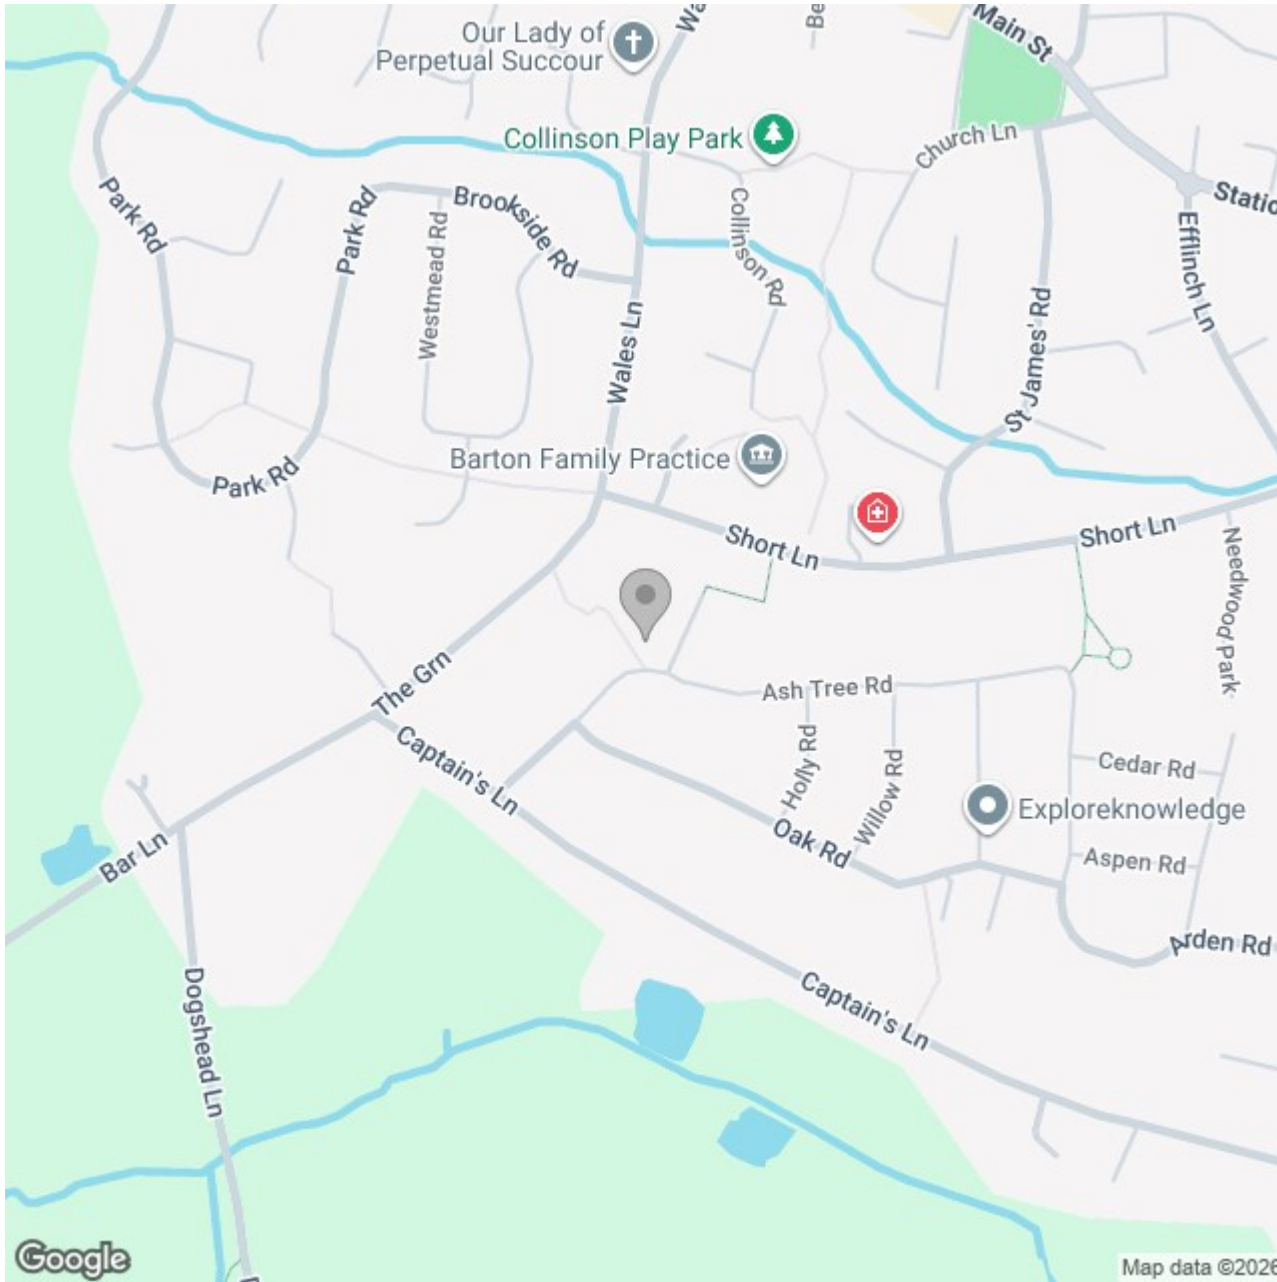 Our Lady of
Perpetual Succour
Main St
Collinson Play Park
Church Ln
Park Rd
Park Rd
Brookside Rd
Westmead Rd
Collinson Rd
Efflinch Ln
Wales Ln
St James' Rd
Barton Family Practice
Park Rd
Short Ln
Short Ln
Needwood Park
The Grn
Ash Tree Rd
Captain's Ln
Holly Rd
Willow Rd
Cedar Rd
Exploreknowledge
Oak Rd
Aspen Rd
Bar Ln
Arden Rd
Dogshead Ln
Captain's Ln
Google
Map data ©2026